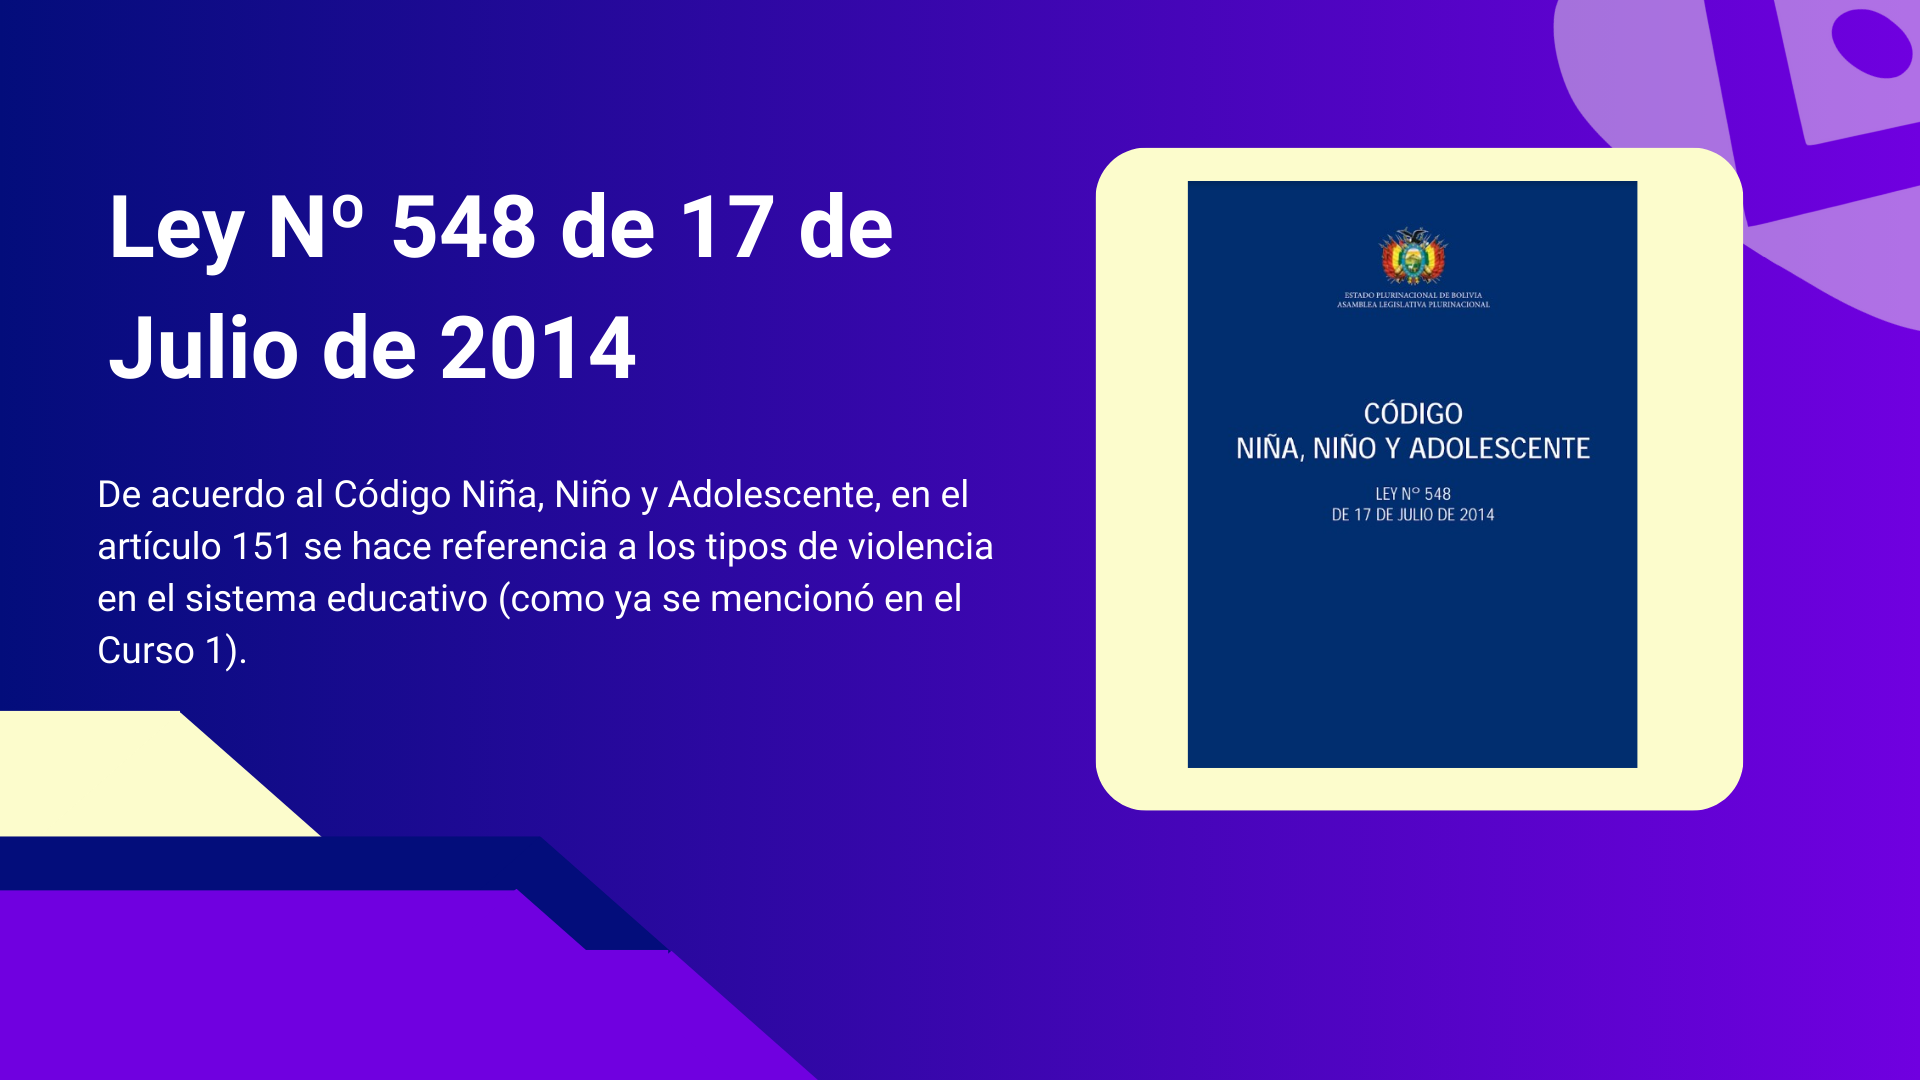 Ley Nº 548 de 17 de
Julio de 2014
De acuerdo al Código Niña, Niño y Adolescente, en el
artículo 151 se hace referencia a los tipos de violencia
en el sistema educativo (como ya se mencionó en el
Curso 1).
ESTADO PLURINACIONAL DE BOLIVIA
ASAMBLEA LEGISLATIVA PLURINACIONAL
CÓDIGO
NIÑA, NIÑO Y ADOLESCENTE
LEY Nº 548
DE 17 DE JULIO DE 2014